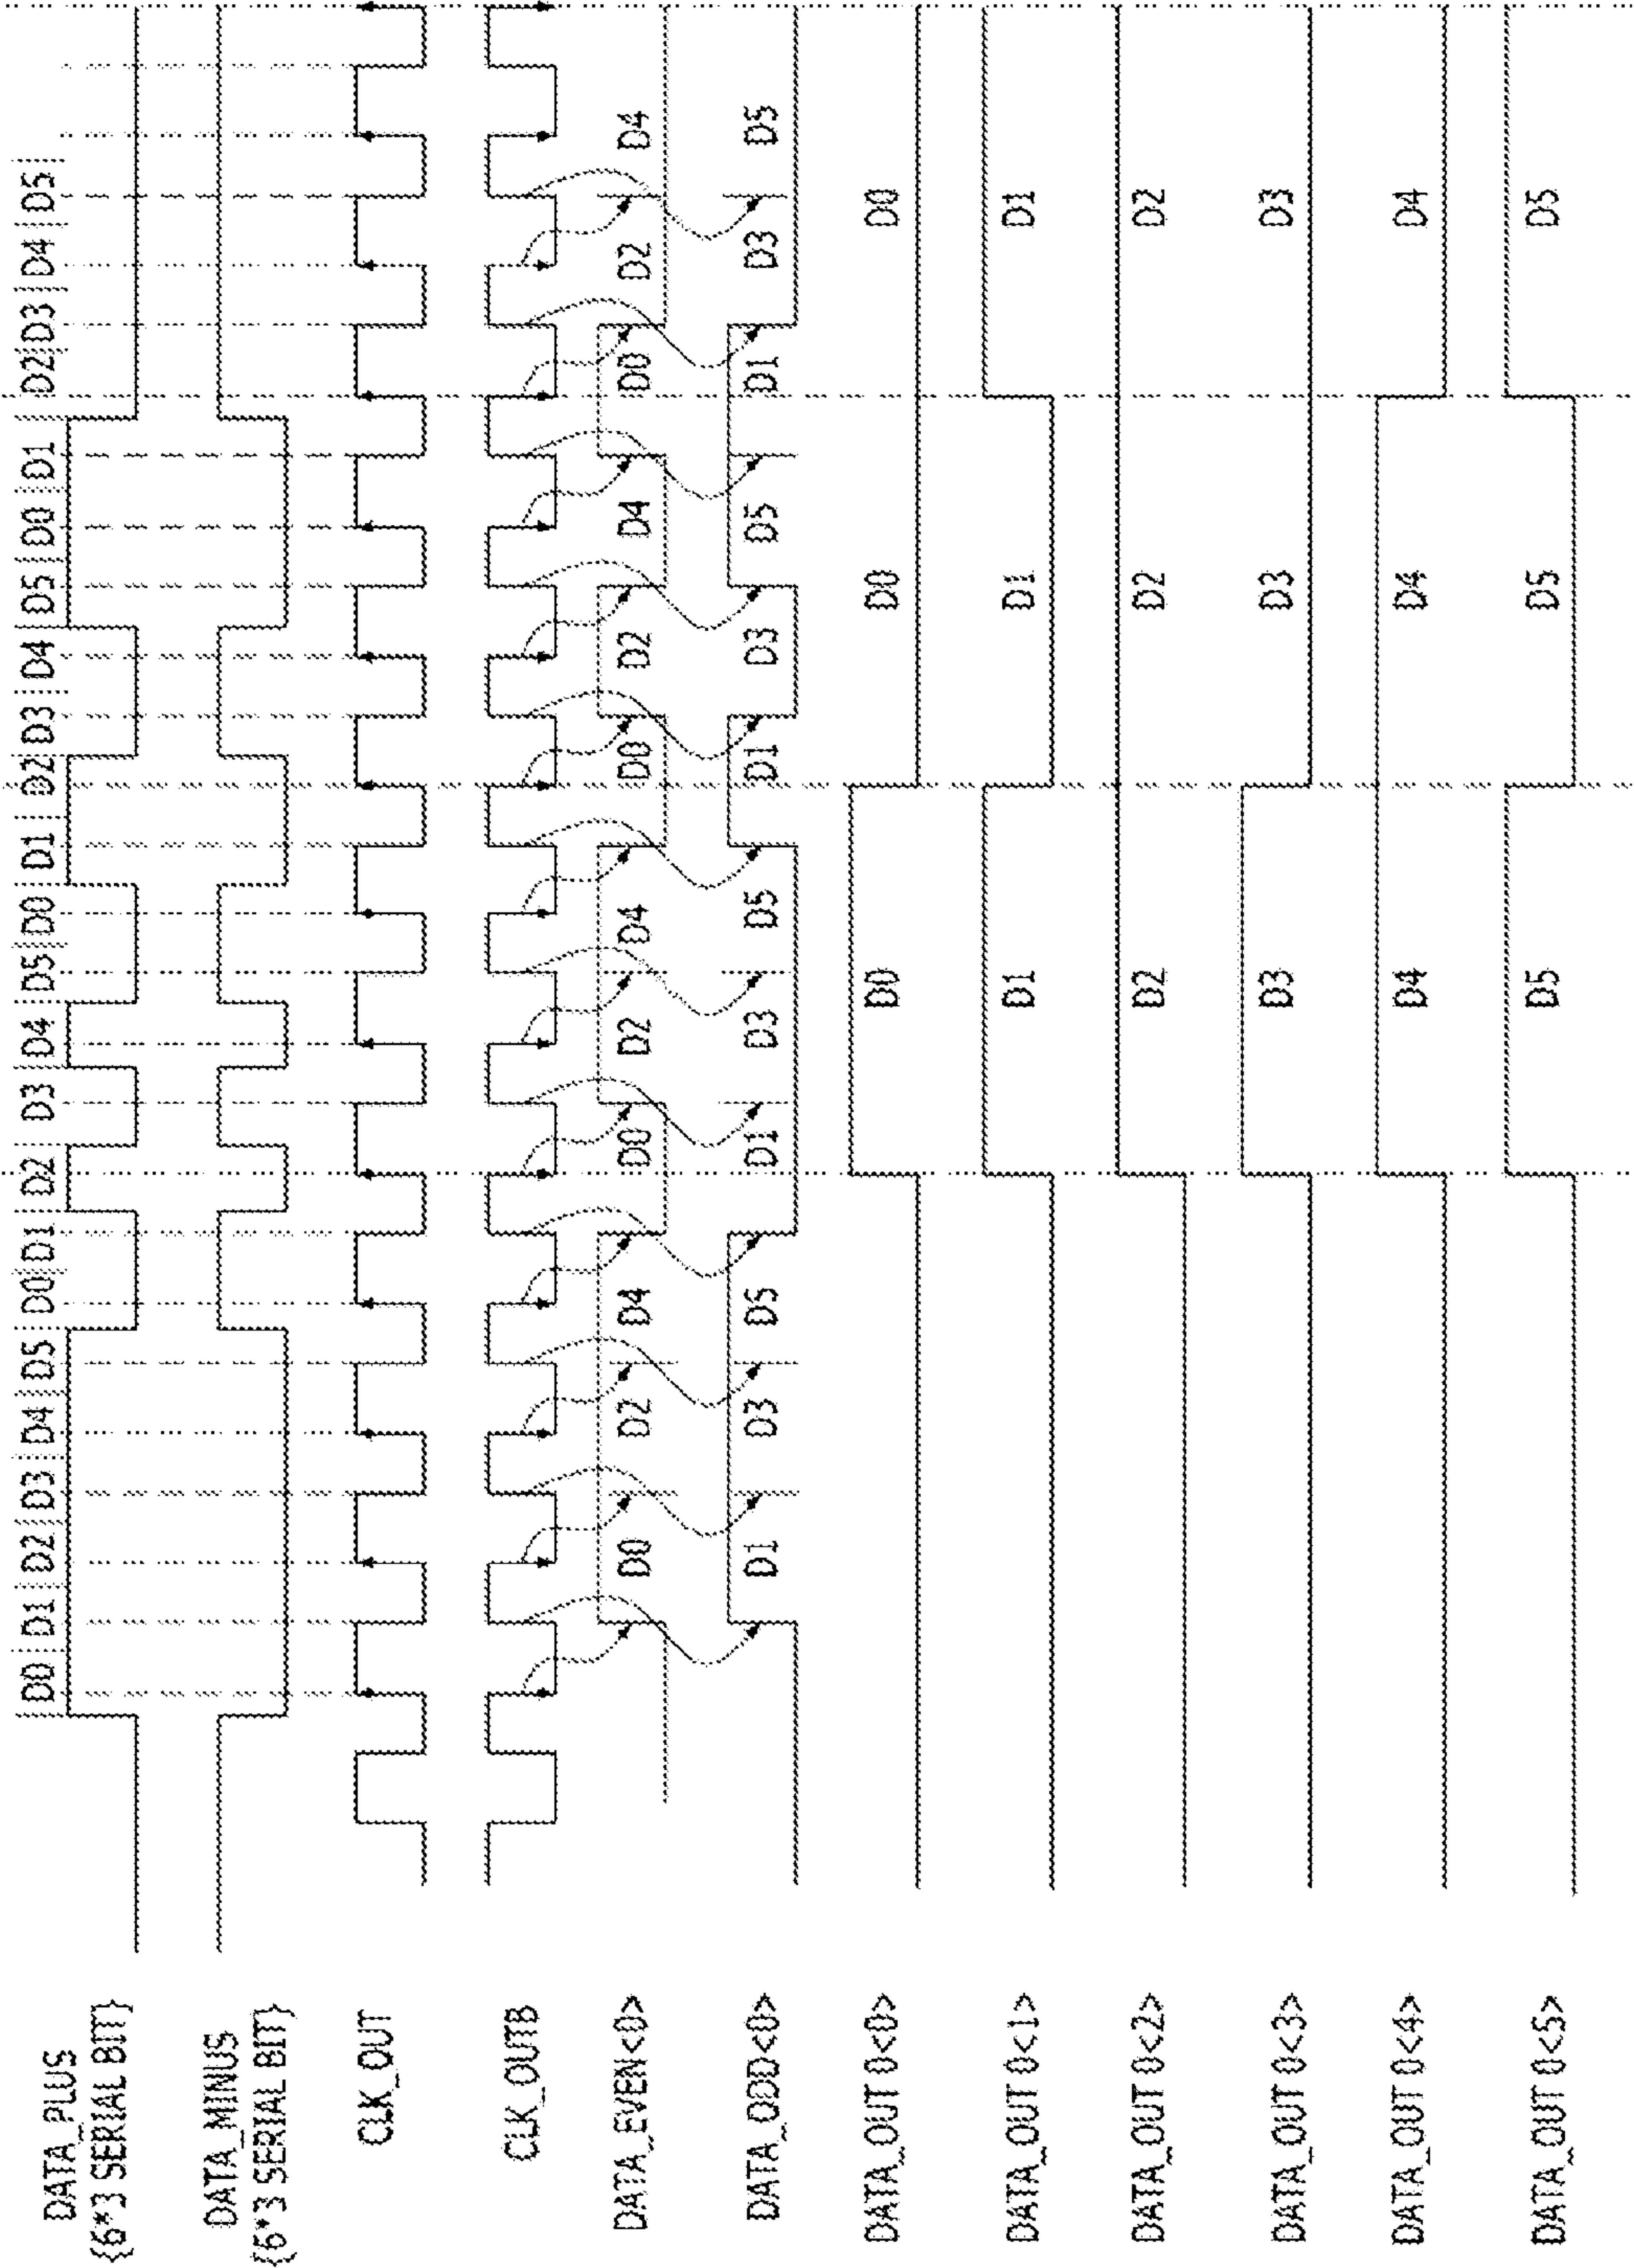 D0 D1 D2 D3 D4 D5 D0 D1 D2 D3 D4 D5 D0 D1 D2 D3 D4 D5 D0 D1 D2 D3 D4 D5
DATA_PLUS
{6*3 SERIAL BIT}
DATA_MINUS
{6*3 SERIAL BIT}
CLK_OUT
CLK_OUTB
DATA_EVEN<0> D0 D2 D4 D0 D2 D4 D0 D2 D4 D0 D2 D4
DATA_ODD<0> D1 D3 D5 D1 D3 D5 D1 D3 D5 D1 D3 D5
DATA_OUT 0<0> D0 D0 D0
DATA_OUT 0<1> D1 D1 D1
DATA_OUT 0<2> D2 D2 D2
DATA_OUT 0<3> D3 D3 D3
DATA_OUT 0<4> D4 D4 D4
DATA_OUT 0<5> D5 D5 D5